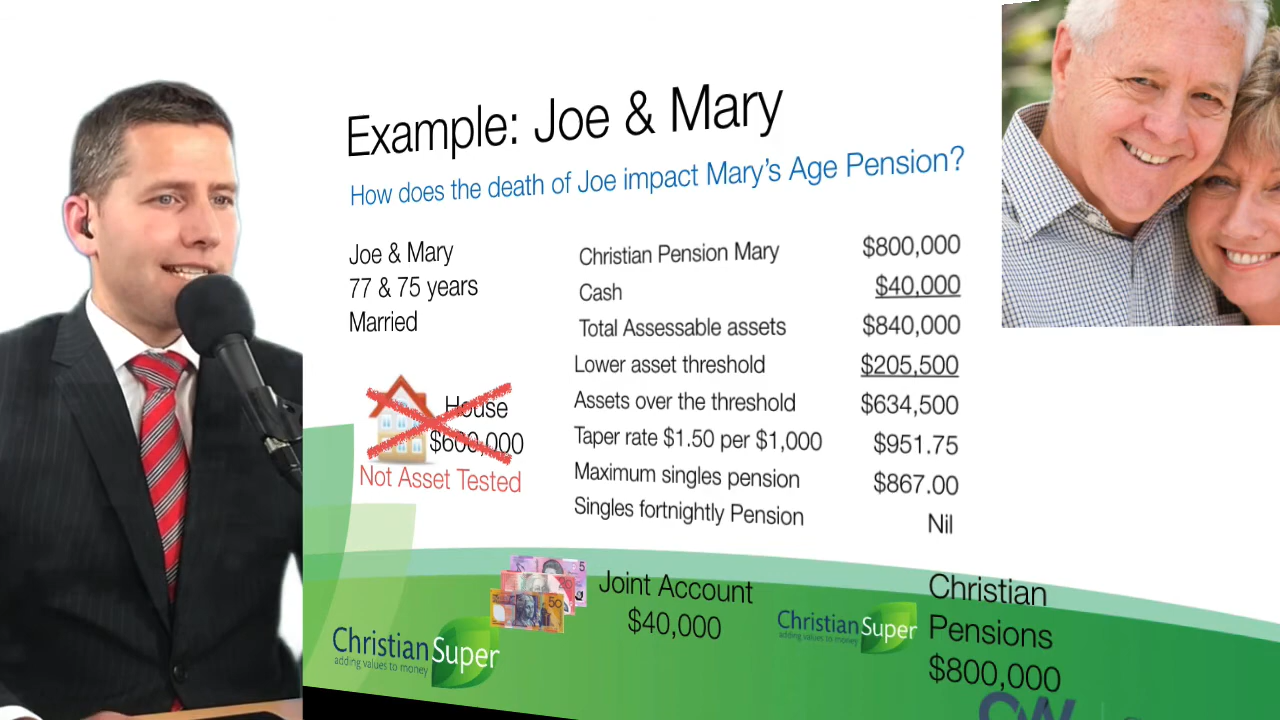 Example: Joe & Mary
How does the death of Joe impact Mary's Age Pension?
Joe & Mary
77 & 75 years
Married
House
$600,000
Not Asset Tested
Christian Pension Mary $800,000
Cash $40,000
Total Assessable assets $840,000
Lower asset threshold $205,500
Assets over the threshold $634,500
Taper rate $1.50 per $1,000 $951.75
Maximum singles pension $867.00
Singles fortnightly Pension Nil
5
20
50
Joint Account
$40,000
Christian Super
adding values to money
Christian Super
adding values to money
Christian
Pensions
$800,000